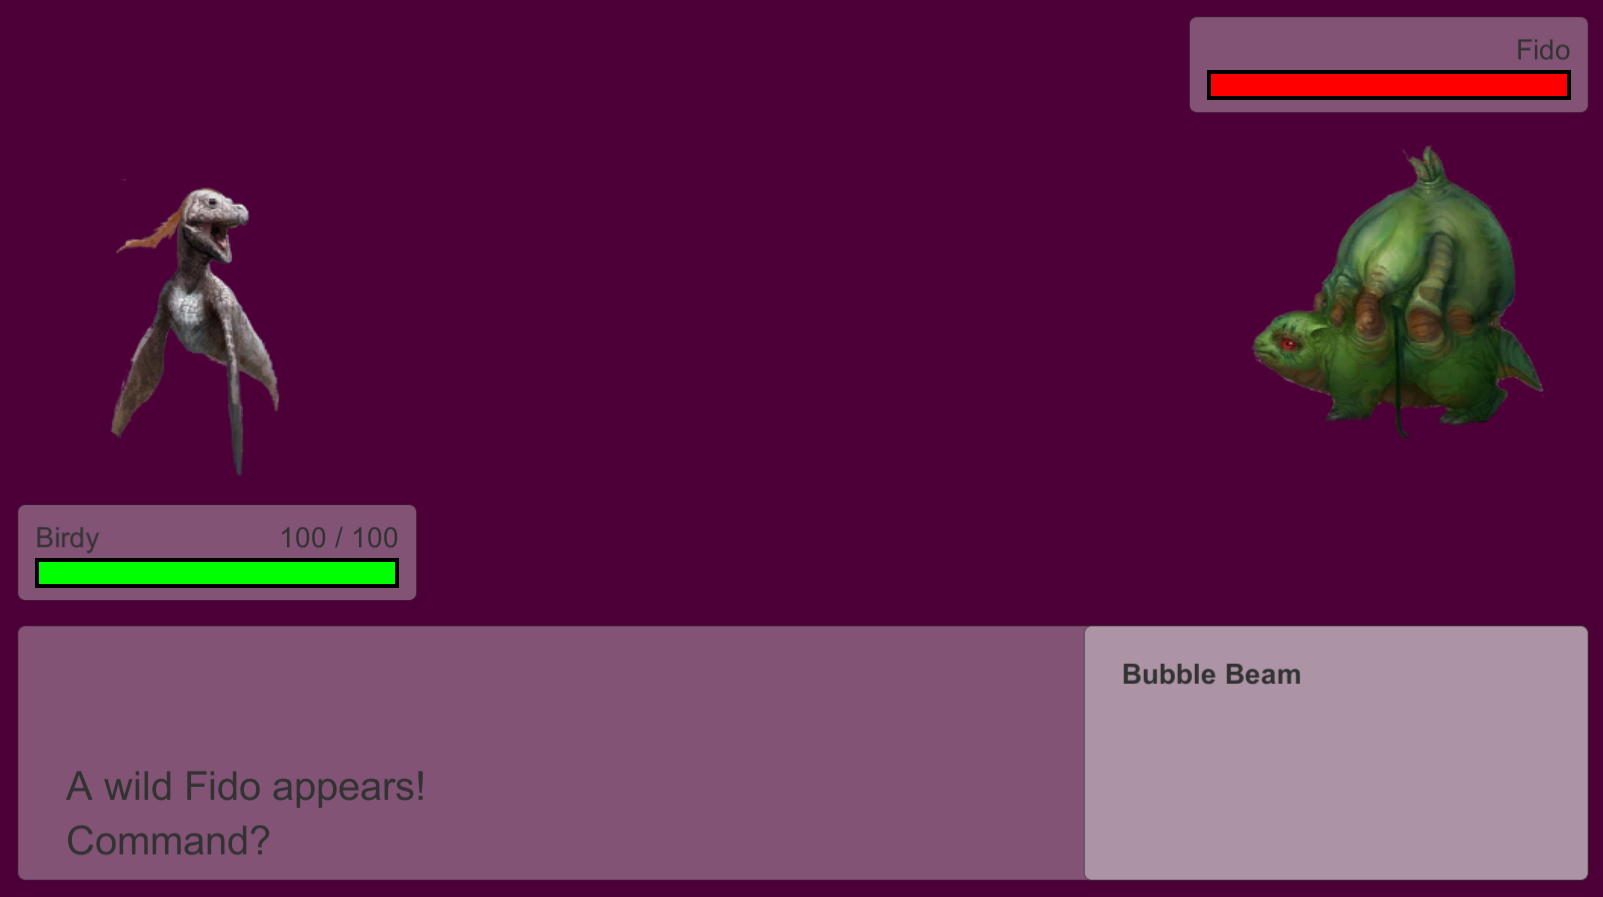 Fido
Birdy 100 / 100
Bubble Beam
A wild Fido appears!
Command?